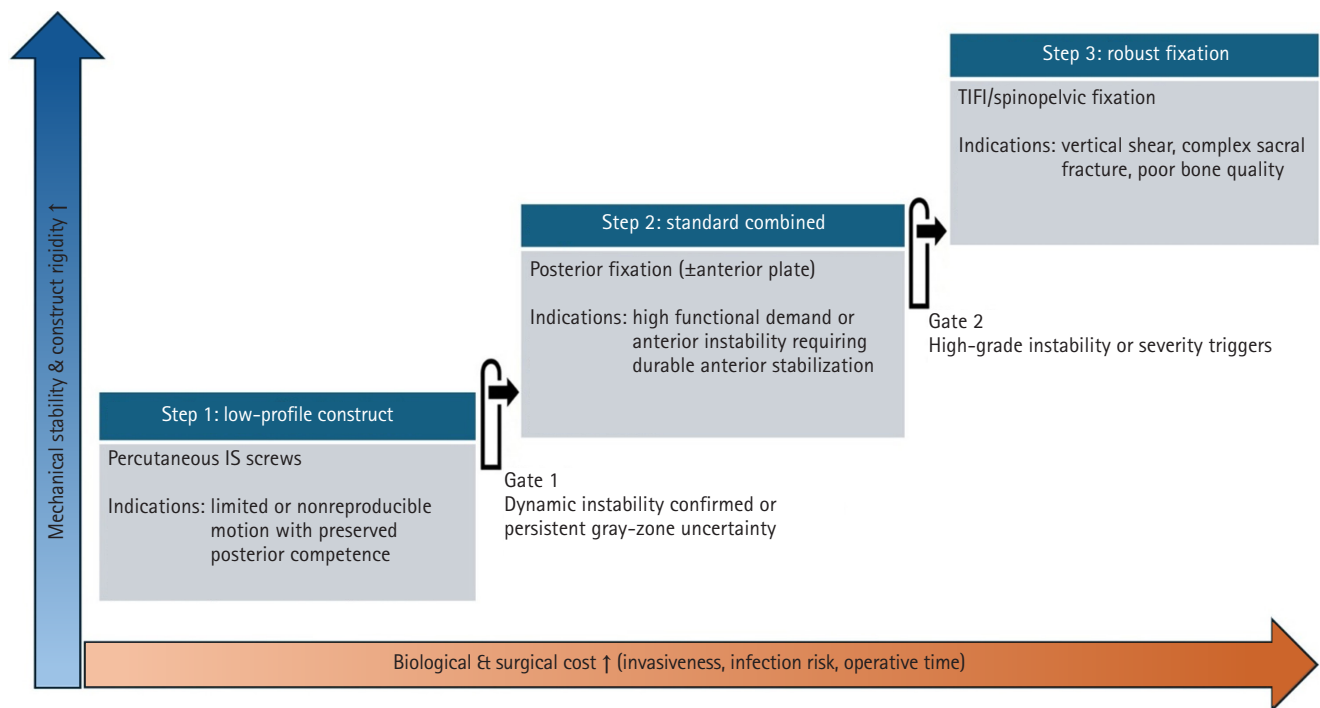 Mechanical stability & construct rigidity ↑
Step 3: robust fixation
TIFI/spinopelvic fixation
Indications: vertical shear, complex sacral
fracture, poor bone quality
Step 2: standard combined
Posterior fixation (±anterior plate)
Indications: high functional demand or
anterior instability requiring
durable anterior stabilization
Gate 2
High-grade instability or severity triggers
Step 1: low-profile construct
Percutaneous IS screws
Indications: limited or nonreproducible
motion with preserved
posterior competence
Gate 1
Dynamic instability confirmed or
persistent gray-zone uncertainty
Biological & surgical cost ↑ (invasiveness, infection risk, operative time)